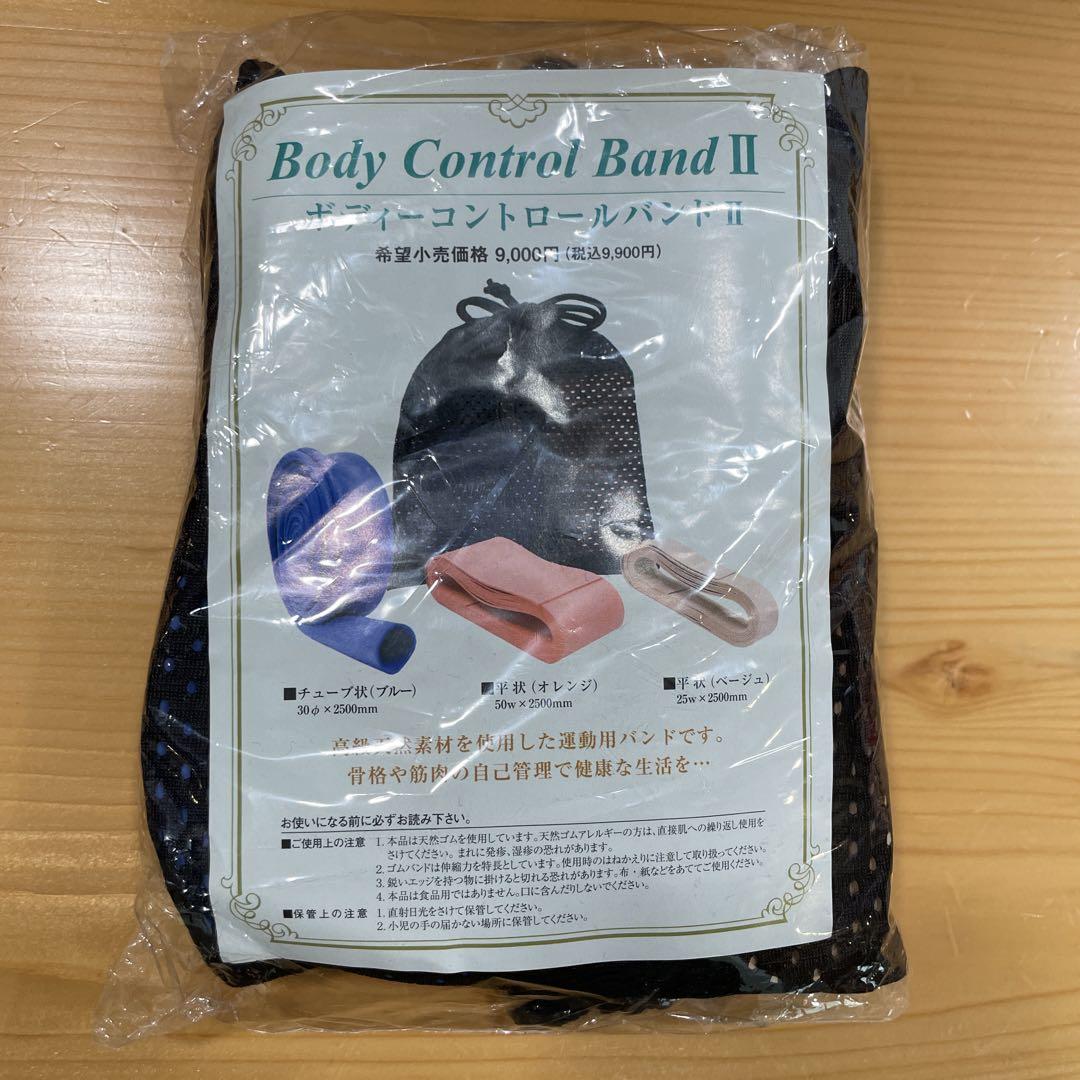 Body Control Band Ⅱ
ボディーコントロールバンドⅡ
希望小売価格 9,000円(税込9,900円)
■チューブ状(ブルー)
30φ×2500mm
■平状(オレンジ)
50w×2500mm
■平状(ベージュ)
25w×2500mm
高級天然素材を使用した運動用バンドです。
骨格や筋肉の自己管理で健康な生活を…
お使いになる前に必ずお読み下さい。
■ご使用上の注意 1. 本品は天然ゴムを使用しています。天然ゴムアレルギーの方は、直接肌への繰り返し使用を
さけてください。まれに発疹、湿疹の恐れがあります。
2. ゴムバンドは伸縮力を特長としています。使用時のはねかえりに注意して取り扱ってください。
3. 鋭いエッジを持つ物に掛けると切れる恐れがあります。布・紙などをあててご使用ください。
4. 本品は食品用ではありません。口に含んだりしないでください。
■保管上の注意 1. 直射日光をさけて保管してください。
2. 小児の手の届かない場所に保管してください。